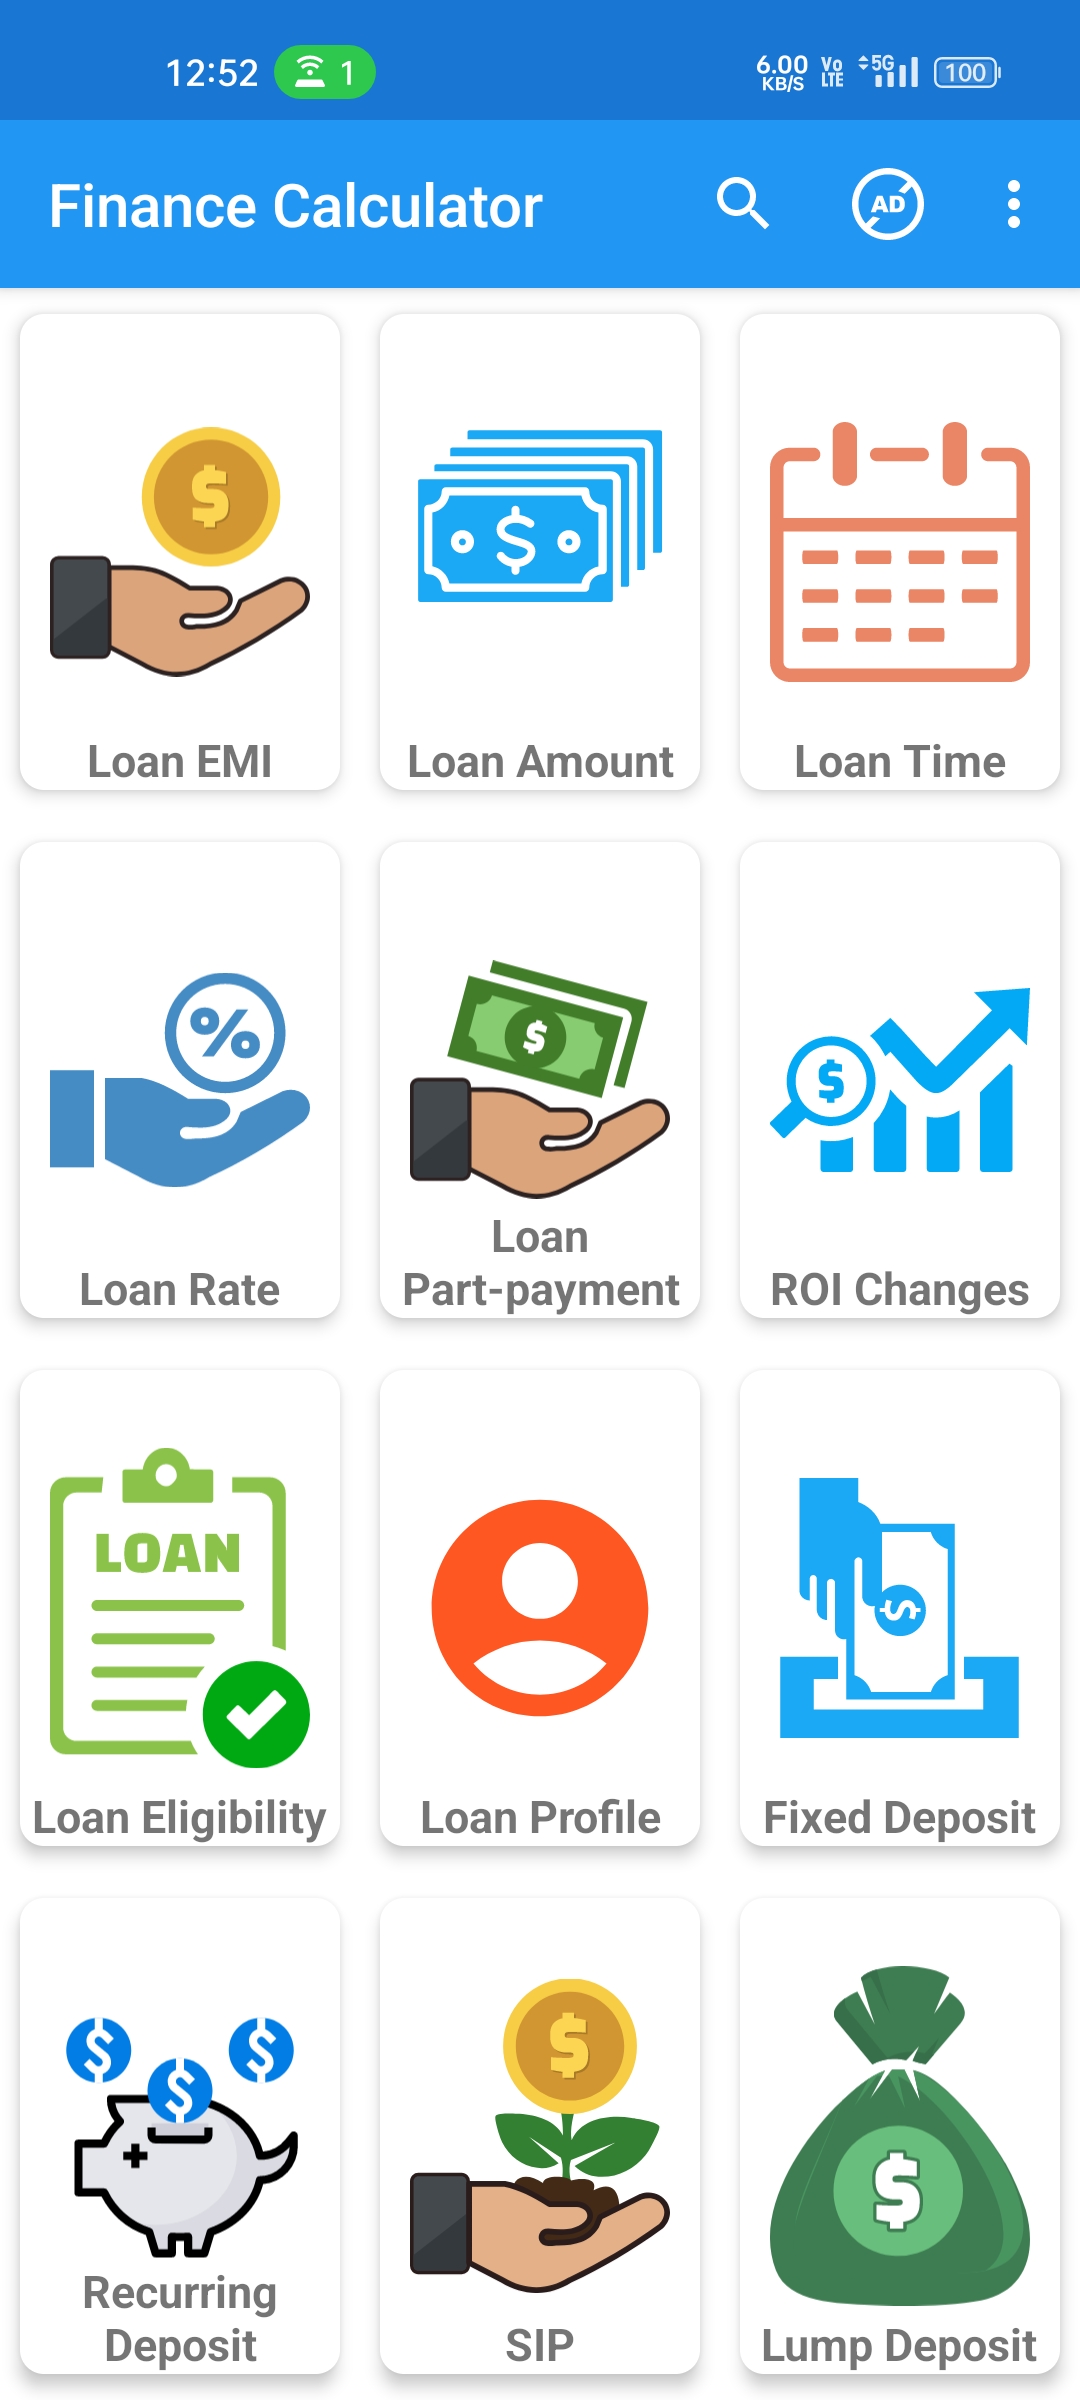 12:52 1 6.00 KB/S Vo LTE 5G 100
Finance Calculator AD
$ $
Loan EMI Loan Amount Loan Time
% $ $
Loan
Loan Rate Part-payment ROI Changes
LOAN $
Loan Eligibility Loan Profile Fixed Deposit
$ $ $ $ $
Recurring
Deposit SIP Lump Deposit